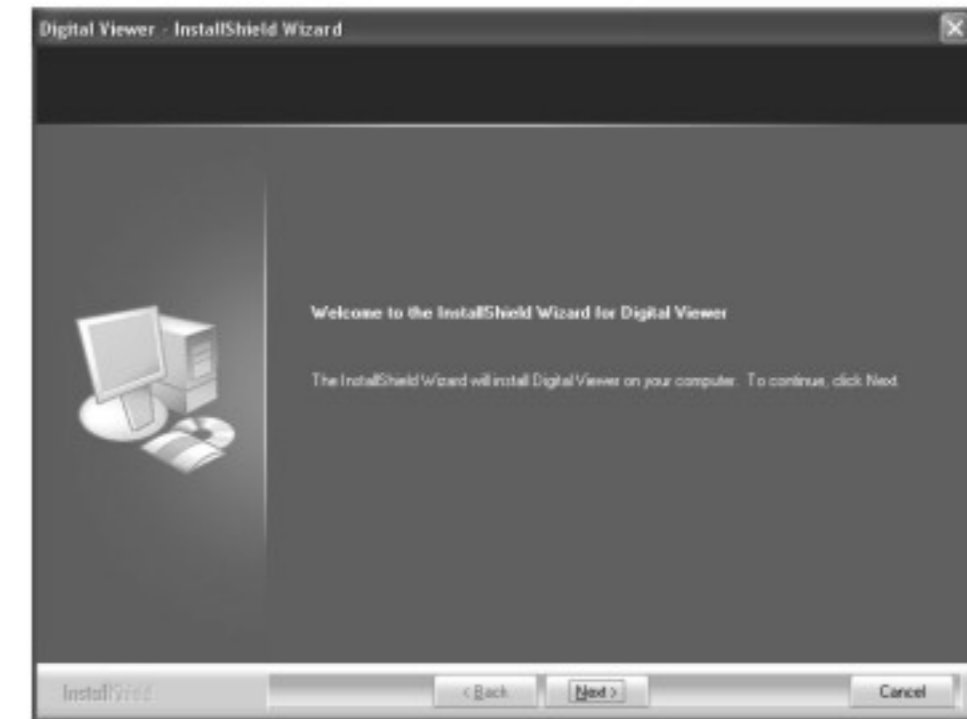 Digital Viewer - InstallShield Wizard
Welcome to the InstallShield Wizard for Digital Viewer
The InstallShield Wizard will install Digital Viewer on your computer. To continue, click Next.
InstallShield
< Back
Next >
Cancel